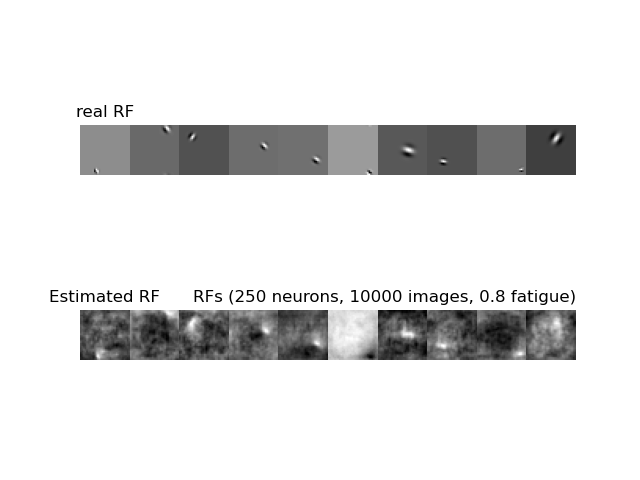 real RF
Estimated RF
RFs (250 neurons, 10000 images, 0.8 fatigue)